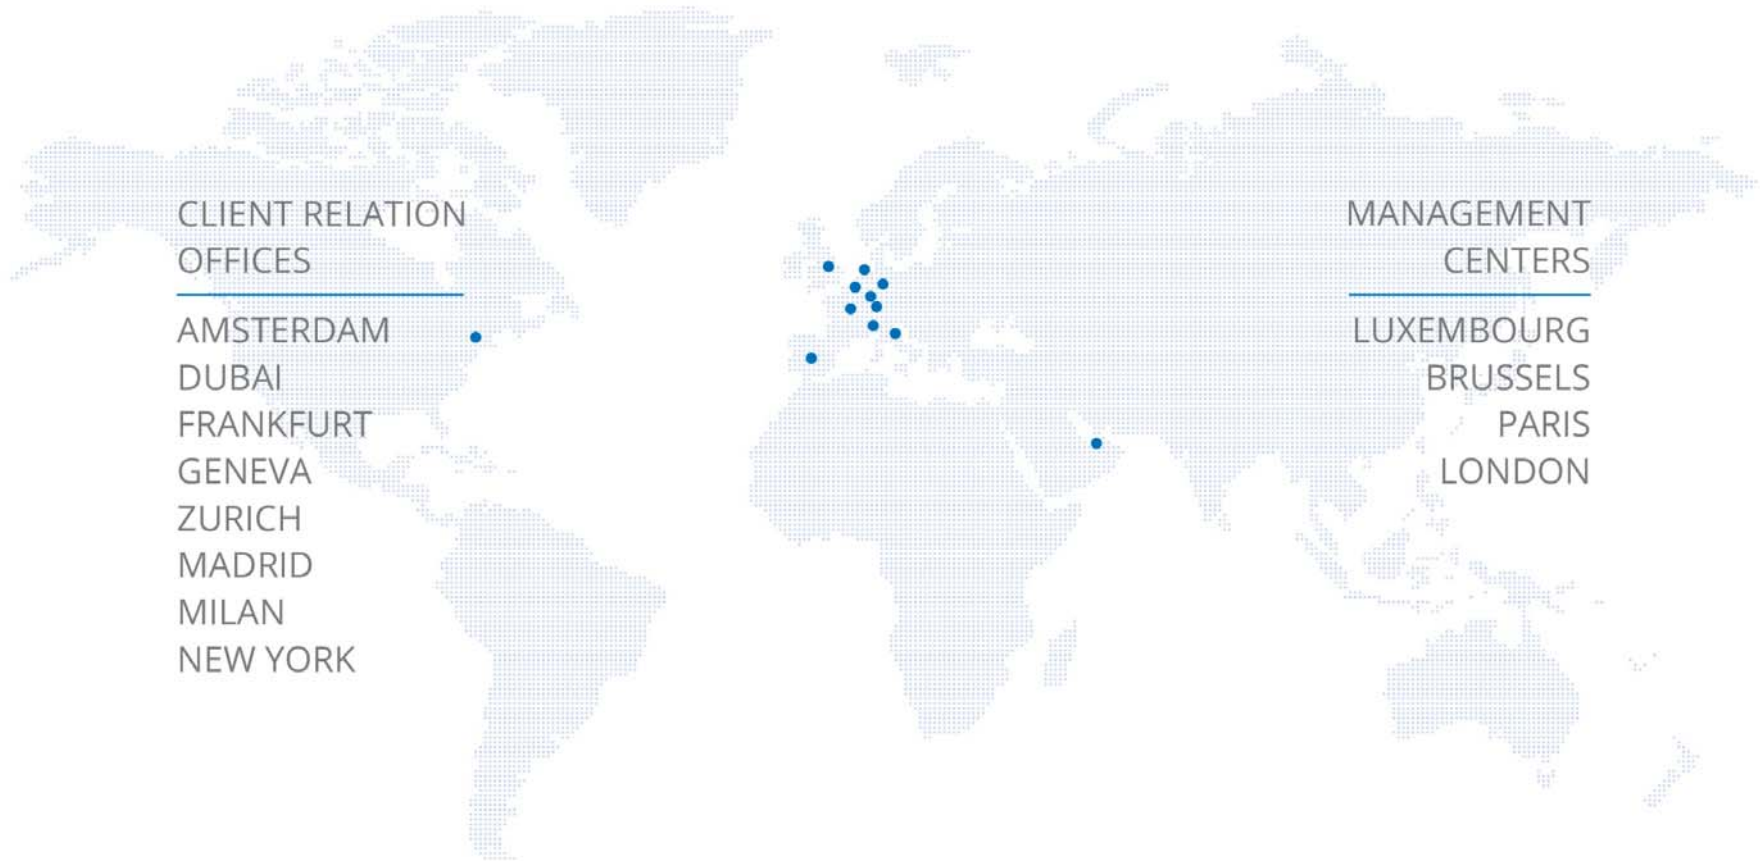 CLIENT RELATION
OFFICES
AMSTERDAM
DUBAI
FRANKFURT
GENEVA
ZURICH
MADRID
MILAN
NEW YORK
MANAGEMENT
CENTERS
LUXEMBOURG
BRUSSELS
PARIS
LONDON